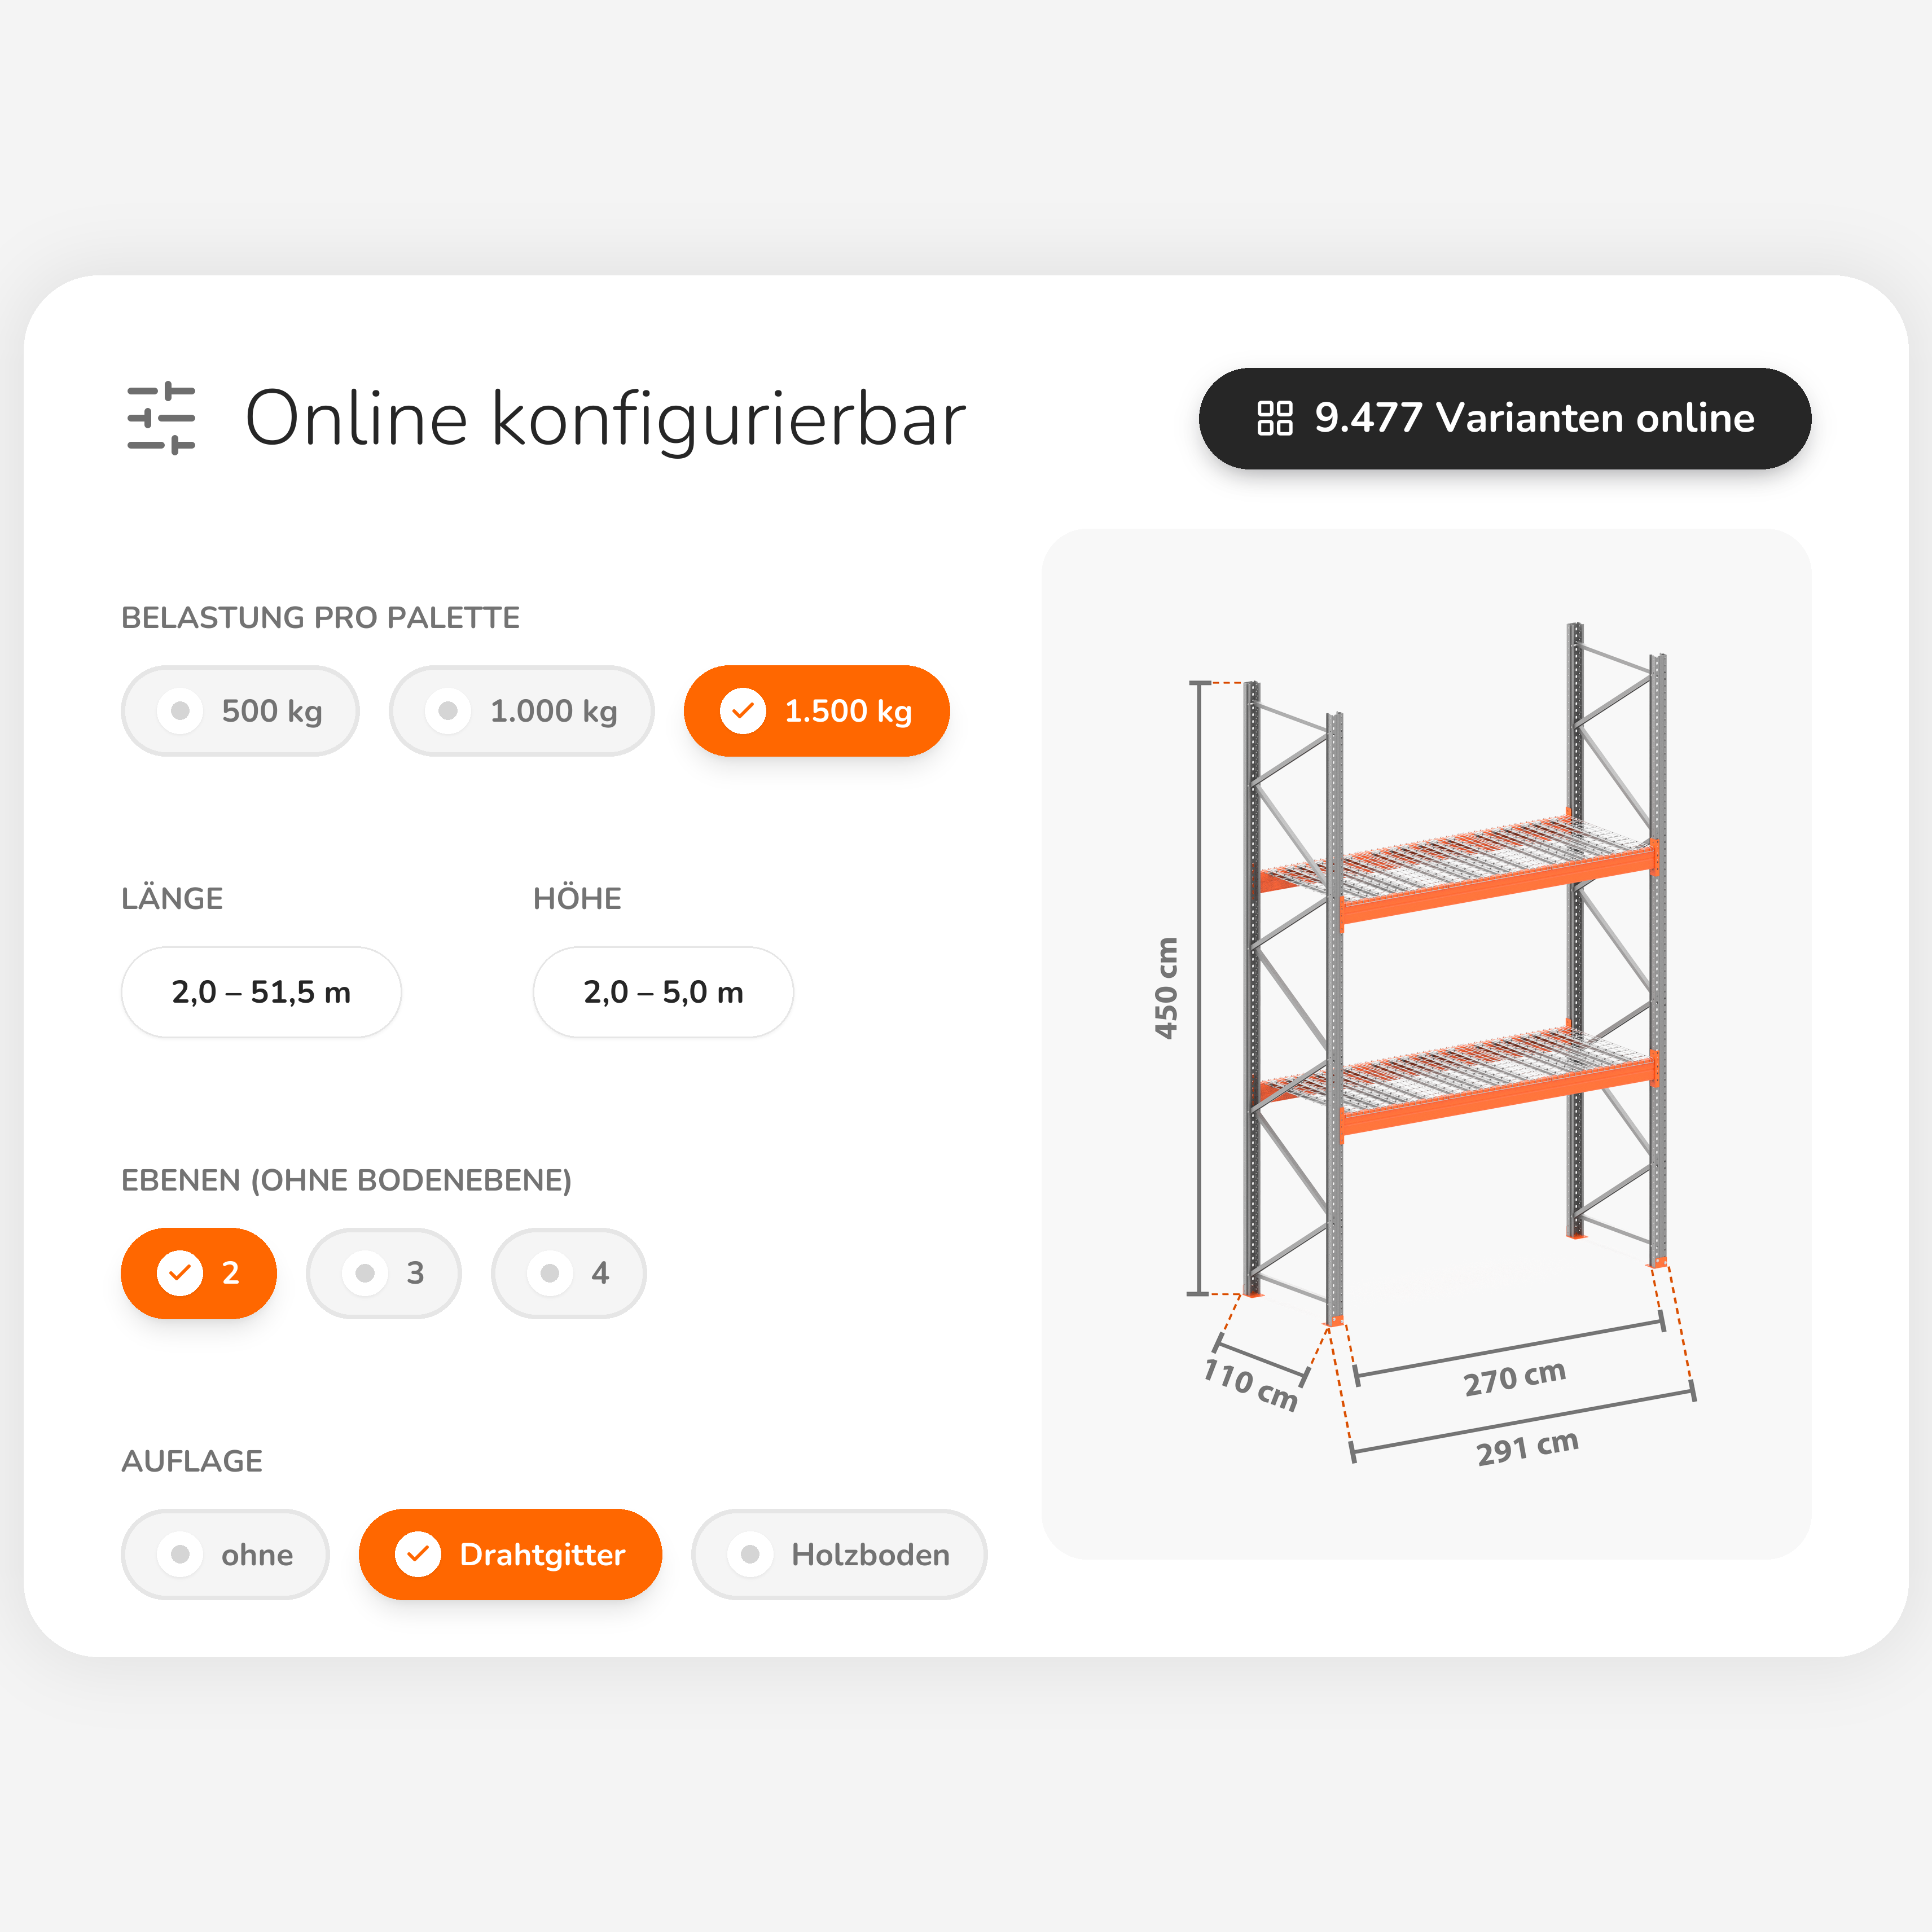 Online konfigurierbar
9.477 Varianten online
BELASTUNG PRO PALETTE
500 kg
1.000 kg
1.500 kg
LÄNGE
HÖHE
2,0 – 51,5 m
2,0 – 5,0 m
EBENEN (OHNE BODENEBENE)
2
3
4
AUFLAGE
ohne
Drahtgitter
Holzboden
450 cm
110 cm
270 cm
291 cm